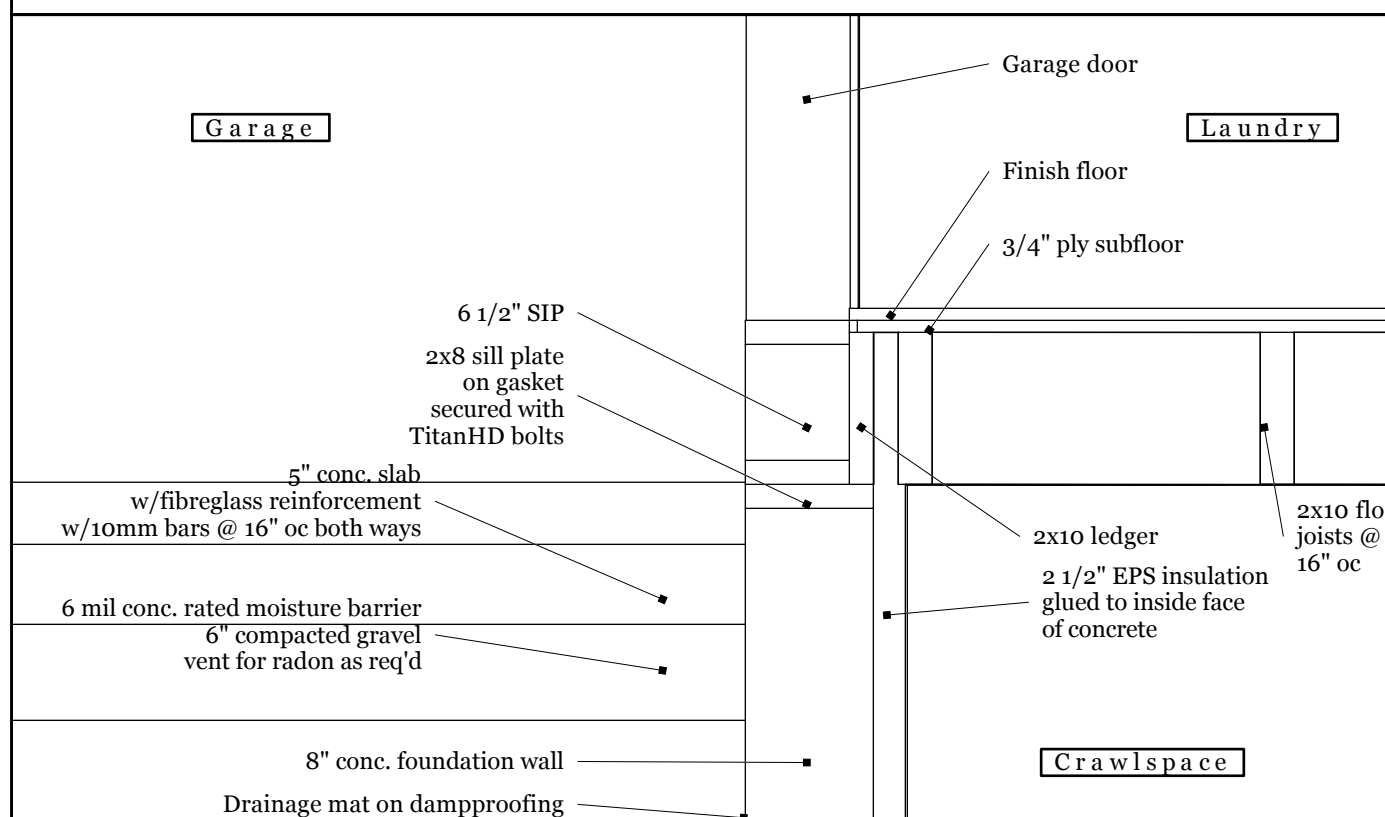 Garage door
Garage
Laundry
Finish floor
3/4" ply subfloor
6 1/2" SIP
2x8 sill plate
on gasket
secured with
TitanHD bolts
5" conc. slab
w/fibreglass reinforcement
w/10mm bars @ 16" oc both ways
2x10 flo
joists @
16" oc
2x10 ledger
2 1/2" EPS insulation
glued to inside face
of concrete
6 mil conc. rated moisture barrier
6" compacted gravel
vent for radon as req'd
8" conc. foundation wall
Crawlspace
Drainage mat on dampproofing